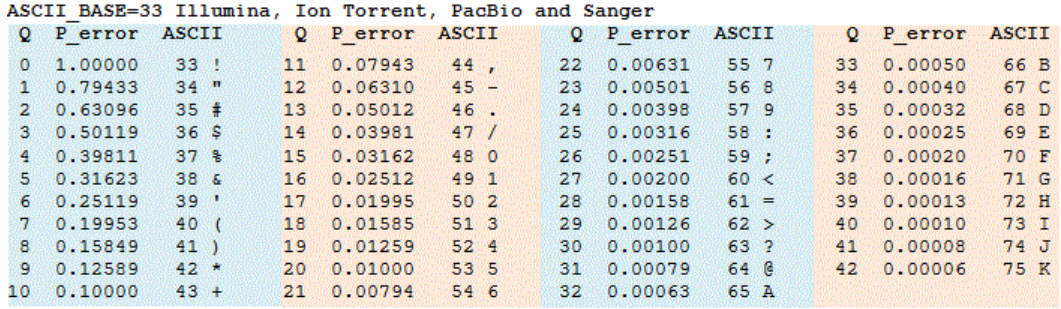 ASCII_BASE=33 Illumina, Ion Torrent, PacBio and Sanger
Q P_error ASCII Q P_error ASCII Q P_error ASCII Q P_error ASCII
0 1.00000 33 ! 11 0.07943 44 , 22 0.00631 55 7 33 0.00050 66 B
1 0.79433 34 " 12 0.06310 45 - 23 0.00501 56 8 34 0.00040 67 C
2 0.63096 35 # 13 0.05012 46 . 24 0.00398 57 9 35 0.00032 68 D
3 0.50119 36 $ 14 0.03981 47 / 25 0.00316 58 : 36 0.00025 69 E
4 0.39811 37 % 15 0.03162 48 0 26 0.00251 59 ; 37 0.00020 70 F
5 0.31623 38 & 16 0.02512 49 1 27 0.00200 60 < 38 0.00016 71 G
6 0.25119 39 ' 17 0.01995 50 2 28 0.00158 61 = 39 0.00013 72 H
7 0.19953 40 ( 18 0.01585 51 3 29 0.00126 62 > 40 0.00010 73 I
8 0.15849 41 ) 19 0.01259 52 4 30 0.00100 63 ? 41 0.00008 74 J
9 0.12589 42 * 20 0.01000 53 5 31 0.00079 64 @ 42 0.00006 75 K
10 0.10000 43 + 21 0.00794 54 6 32 0.00063 65 A